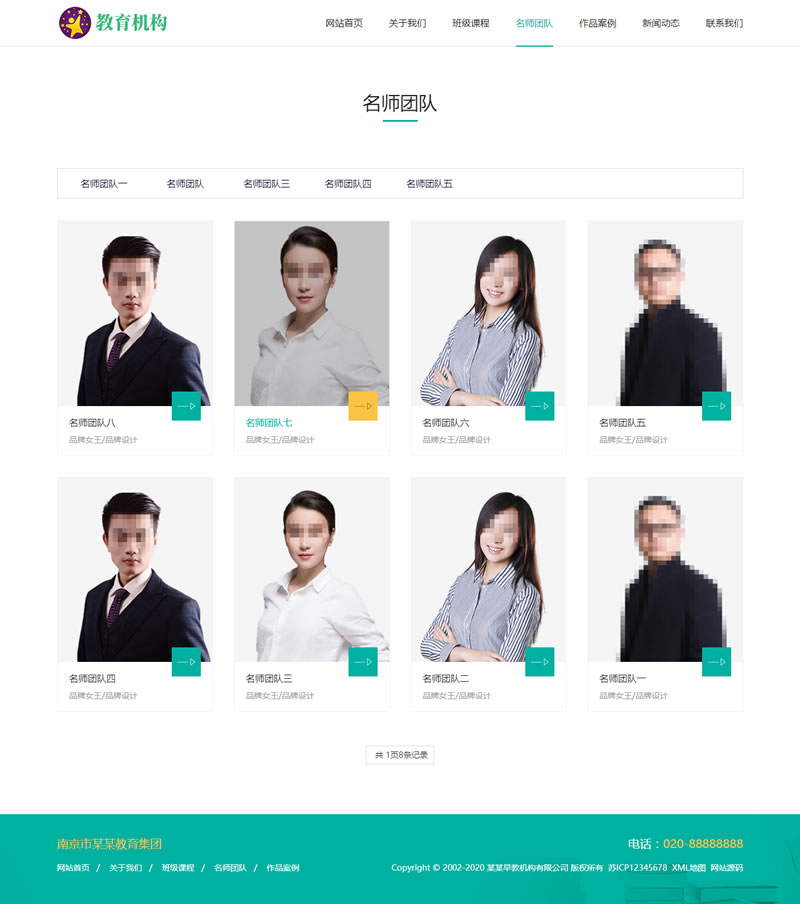 教育机构
网站首页 关于我们 班级课程 名师团队 作品案例 新闻动态 联系我们
名师团队
名师团队一 名师团队 名师团队三 名师团队四 名师团队五
名师团队八 名师团队七 名师团队六 名师团队五
品牌女王/品牌设计 品牌女王/品牌设计 品牌女王/品牌设计 品牌女王/品牌设计
名师团队四 名师团队三 名师团队二 名师团队一
品牌女王/品牌设计 品牌女王/品牌设计 品牌女王/品牌设计 品牌女王/品牌设计
共 1页8条记录
南京市某某教育集团 电话：020-88888888
网站首页 / 关于我们 / 班级课程 / 名师团队 / 作品案例 Copyright © 2002-2020 某某早教机构有限公司 版权所有 苏ICP12345678 XML地图 网站源码